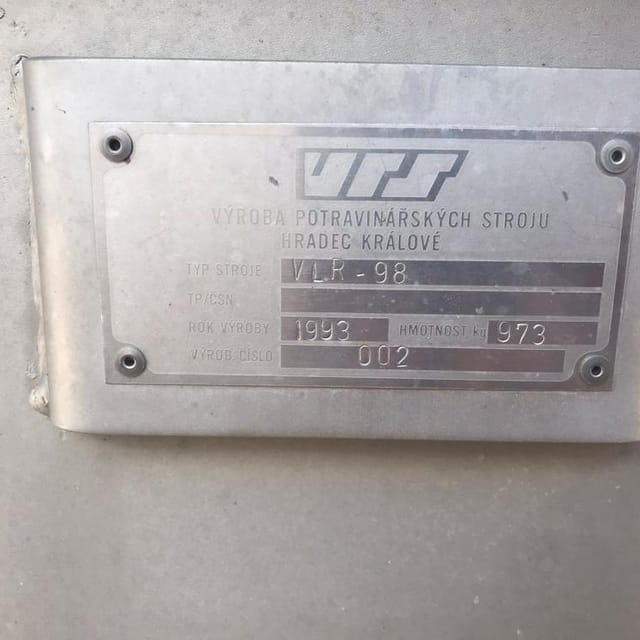 VPS
VÝROBA POTRAVINÁŘSKÝCH STROJU
HRADEC KRÁLOVÉ
TYP STROJE VLR-98
TP/ČSN
ROK VÝROBY 1993 HMOTNOST kg 973
VÝROB. ČÍSLO 002